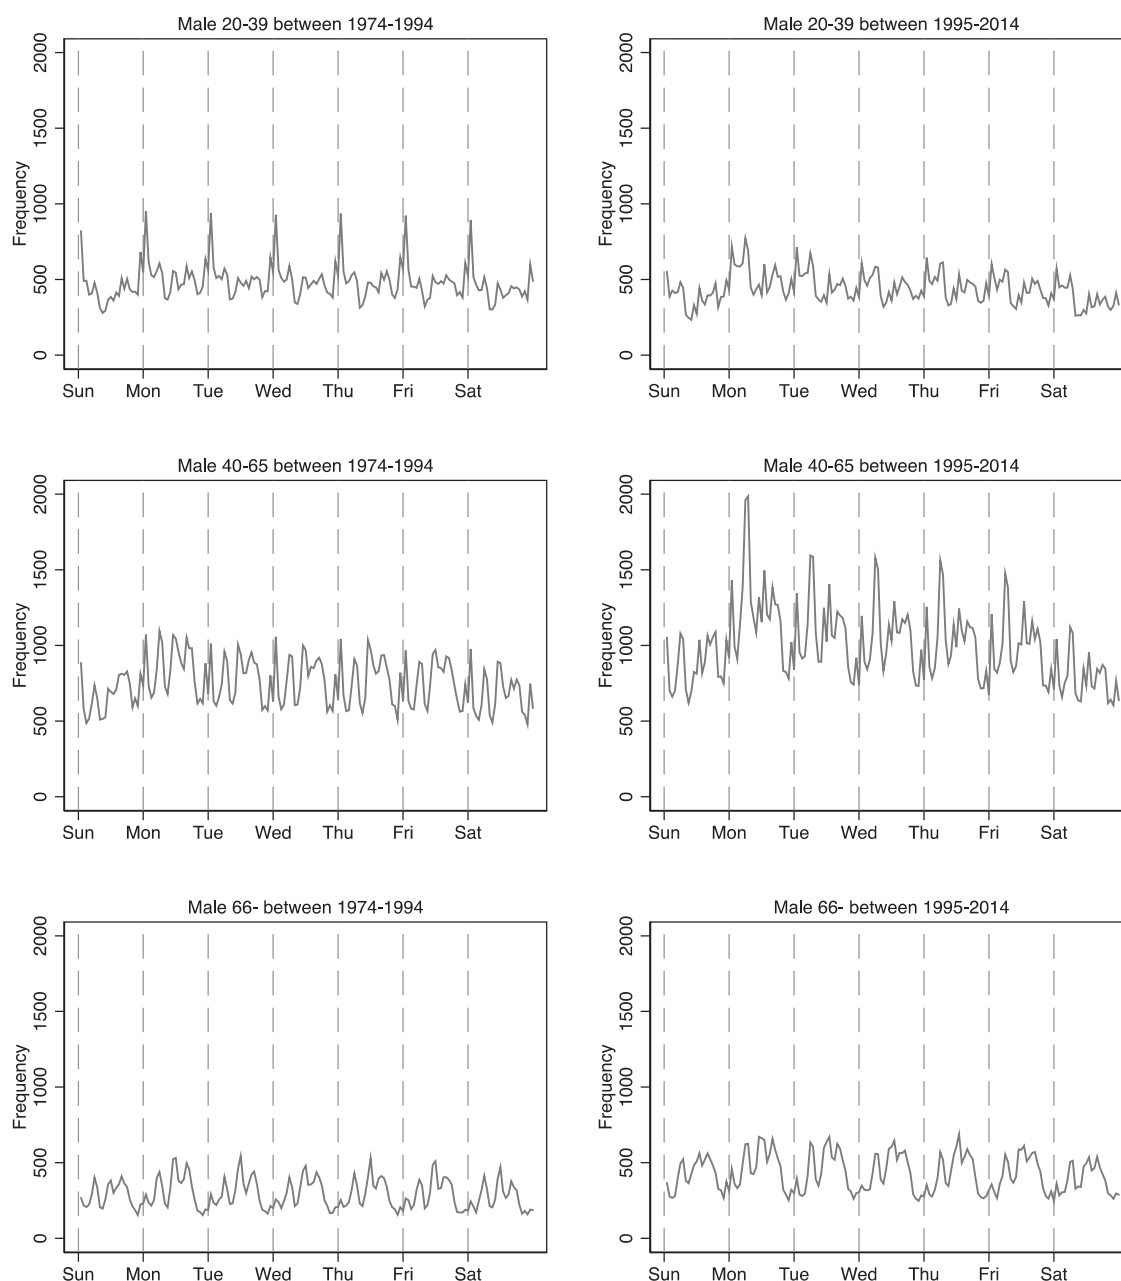 Male 20-39 between 1974-1994
Frequency
2000
1500
1000
500
0
Sun Mon Tue Wed Thu Fri Sat
Male 20-39 between 1995-2014
Frequency
2000
1500
1000
500
0
Sun Mon Tue Wed Thu Fri Sat
Male 40-65 between 1974-1994
Frequency
2000
1500
1000
500
0
Sun Mon Tue Wed Thu Fri Sat
Male 40-65 between 1995-2014
Frequency
2000
1500
1000
500
0
Sun Mon Tue Wed Thu Fri Sat
Male 66- between 1974-1994
Frequency
2000
1500
1000
500
0
Sun Mon Tue Wed Thu Fri Sat
Male 66- between 1995-2014
Frequency
2000
1500
1000
500
0
Sun Mon Tue Wed Thu Fri Sat